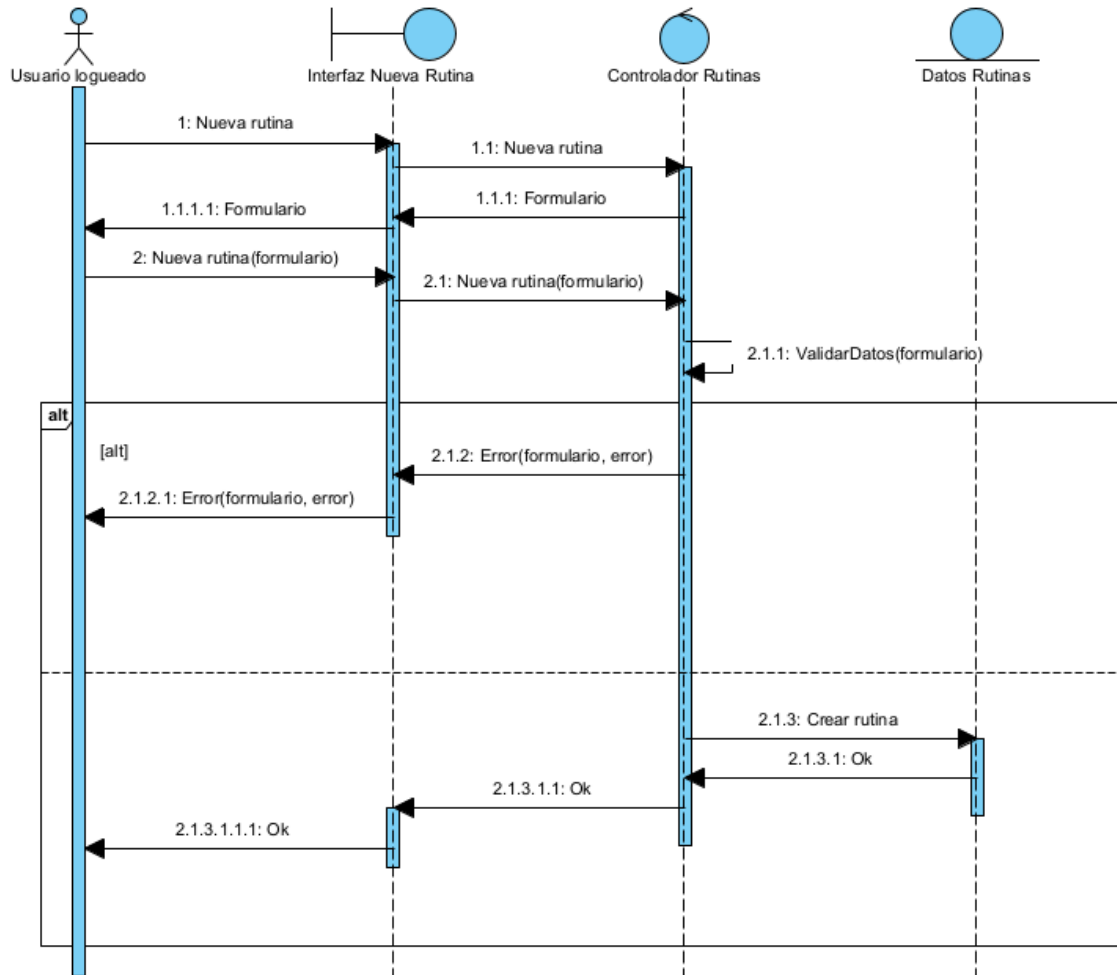 Usuario logueado
Interfaz Nueva Rutina
Controlador Rutinas
Datos Rutinas
1: Nueva rutina
1.1: Nueva rutina
1.1.1: Formulario
1.1.1.1: Formulario
2: Nueva rutina(formulario)
2.1: Nueva rutina(formulario)
2.1.1: ValidarDatos(formulario)
alt
[alt]
2.1.2: Error(formulario, error)
2.1.2.1: Error(formulario, error)
2.1.3: Crear rutina
2.1.3.1: Ok
2.1.3.1.1: Ok
2.1.3.1.1.1: Ok